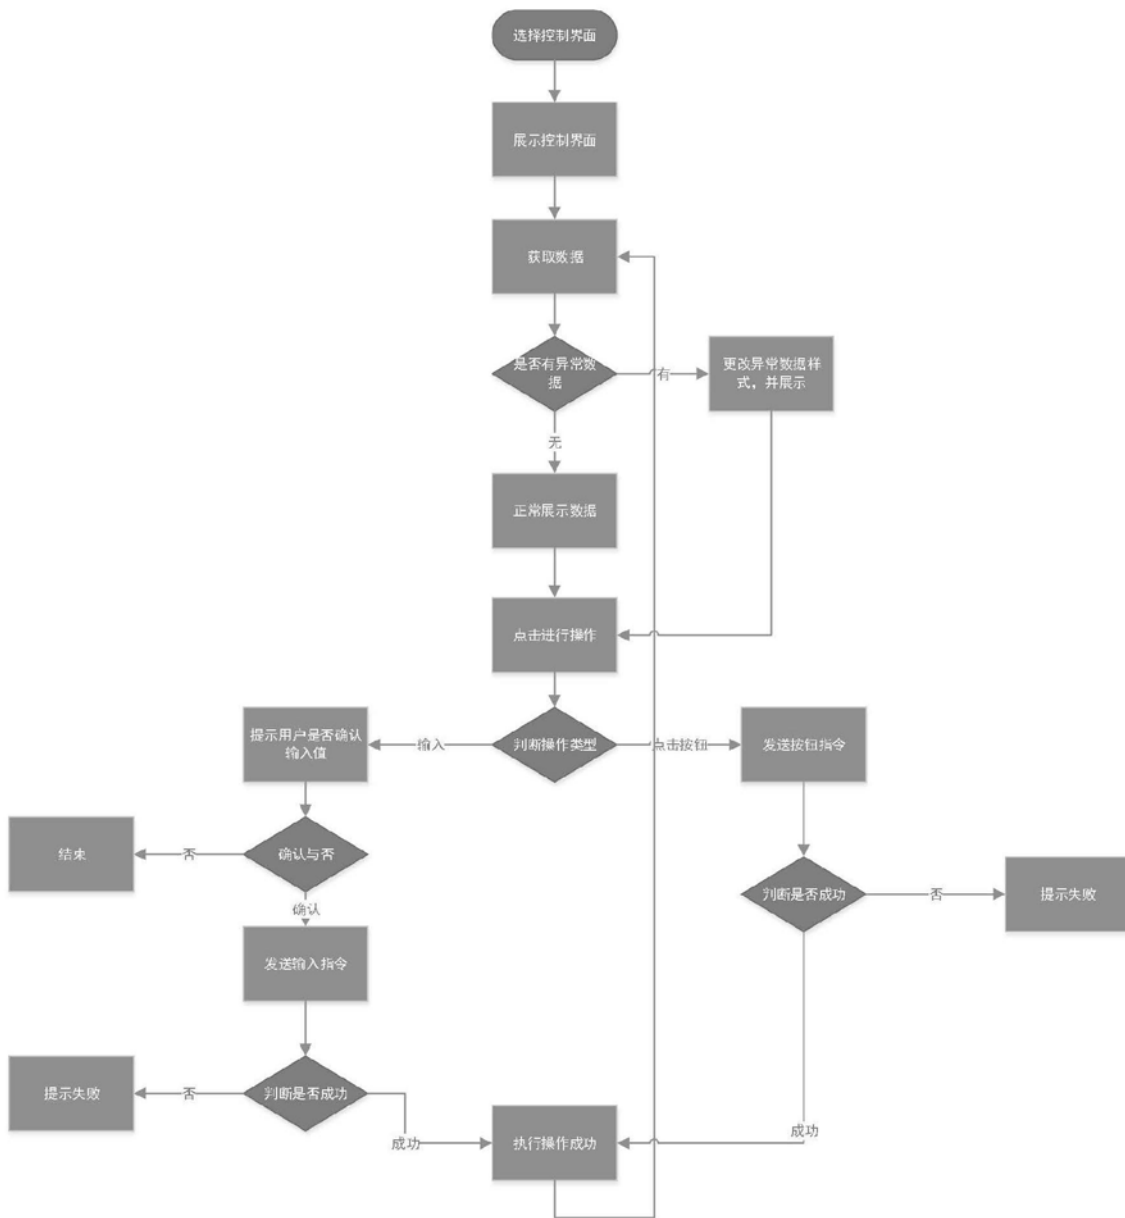 选择控制界面
展示控制界面
获取数据
是否有异常数
据
有
更改异常数据样
式，并展示
无
正常展示数据
点击进行操作
提示用户是否确认
输入值
输入
判断操作类型
点击按钮
发送按钮指令
结束
否
确认与否
判断是否成功
否
提示失败
确认
发送输入指令
提示失败
否
判断是否成功
成功
执行操作成功
成功